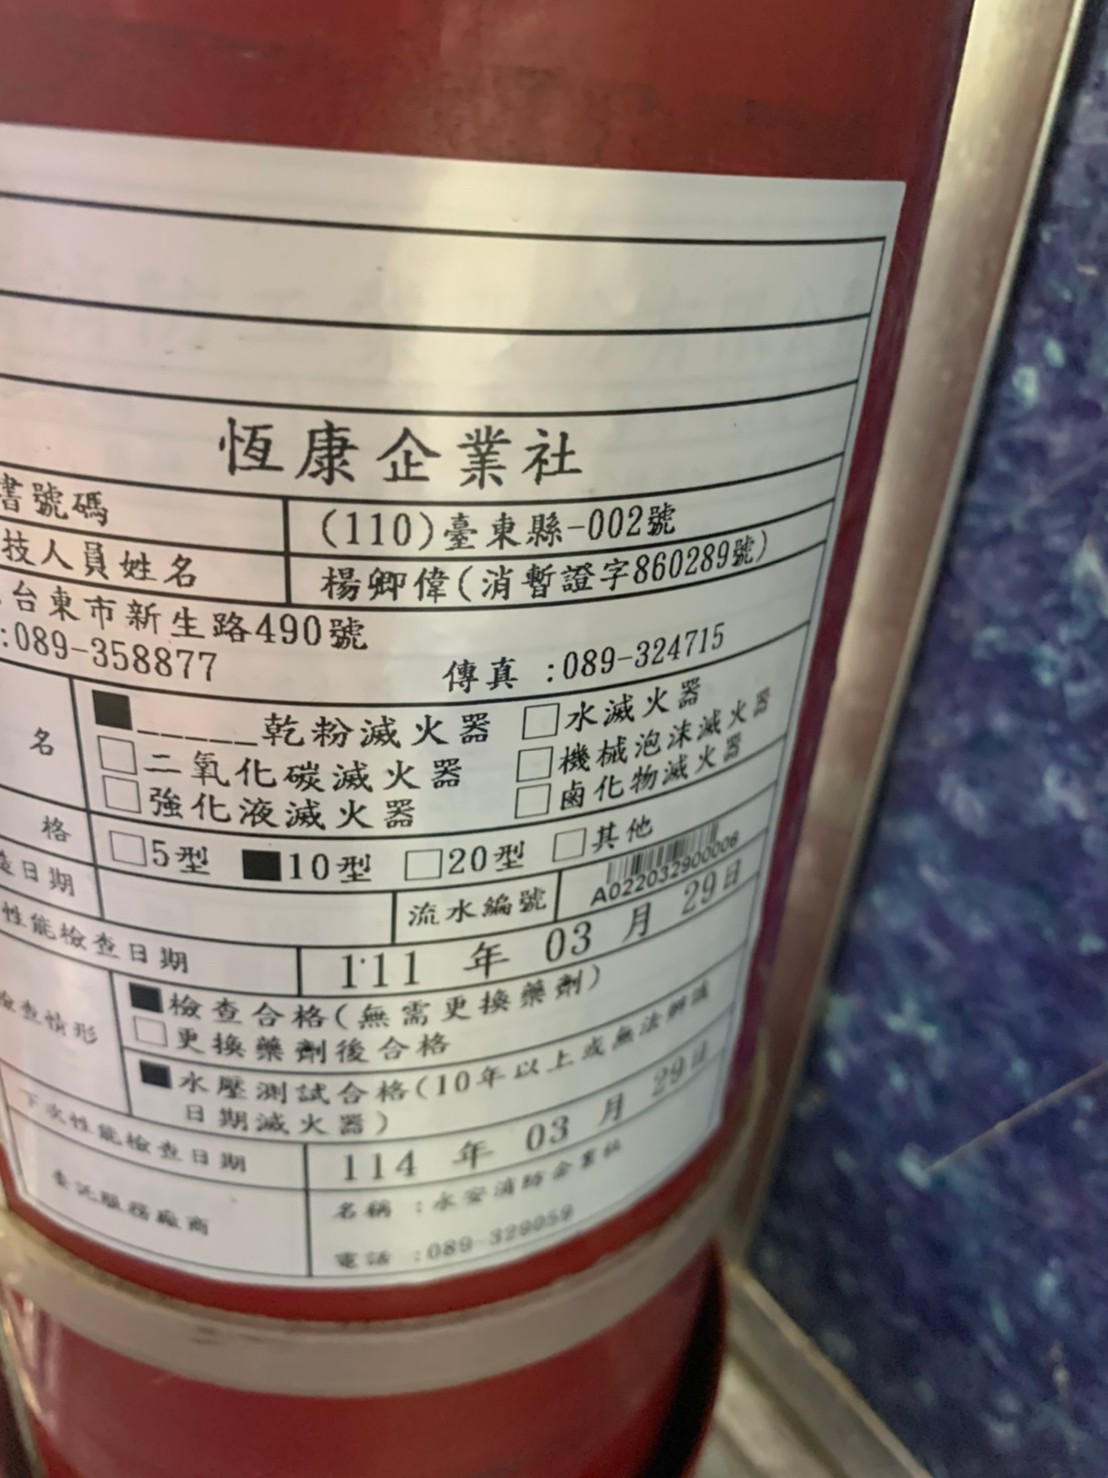 恆康企業社
書號碼 (110)臺東縣-002號
技人員姓名 楊卿偉(消暫證字860289號)
台東市新生路490號
:089-358877 傳真 :089-324715
名 ■_____乾粉滅火器 □水滅火器
□二氧化碳滅火器 □機械泡沫滅火器
□強化液滅火器 □鹵化物滅火器
格 □5型 ■10型 □20型 □其他
造日期 流水編號 A022032900006
性能檢查日期 111 年 03 月 29日
檢查情形 ■檢查合格(無需更換藥劑)
□更換藥劑後合格
■水壓測試合格(10年以上或無法辨識
日期滅火器)
下次性能檢查日期 114 年 03 月 29日
委託服務廠商 名稱 :永安消防企業社
電話 :089-329059